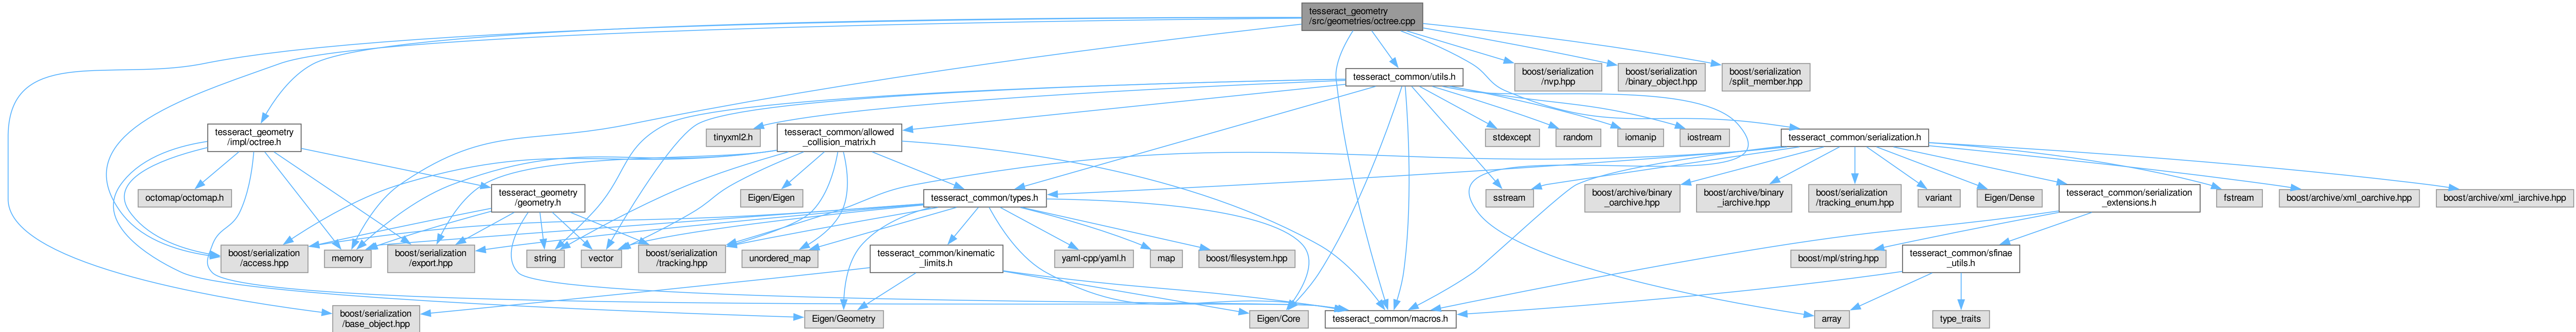 tesseract_geometry
/src/geometries/octree.cpp
tesseract_common/utils.h
boost/serialization
/nvp.hpp
boost/serialization
/binary_object.hpp
boost/serialization
/split_member.hpp
tesseract_geometry
/impl/octree.h
tinyxml2.h
tesseract_common/allowed
_collision_matrix.h
stdexcept
random
iomanip
iostream
tesseract_common/serialization.h
octomap/octomap.h
tesseract_geometry
/geometry.h
Eigen/Eigen
tesseract_common/types.h
sstream
boost/archive/binary
_oarchive.hpp
boost/archive/binary
_iarchive.hpp
boost/serialization
/tracking_enum.hpp
variant
Eigen/Dense
tesseract_common/serialization
_extensions.h
fstream
boost/archive/xml_oarchive.hpp
boost/archive/xml_iarchive.hpp
boost/serialization
/access.hpp
memory
boost/serialization
/export.hpp
string
vector
boost/serialization
/tracking.hpp
unordered_map
tesseract_common/kinematic
_limits.h
yaml-cpp/yaml.h
map
boost/filesystem.hpp
boost/mpl/string.hpp
tesseract_common/sfinae
_utils.h
boost/serialization
/base_object.hpp
Eigen/Geometry
Eigen/Core
tesseract_common/macros.h
array
type_traits